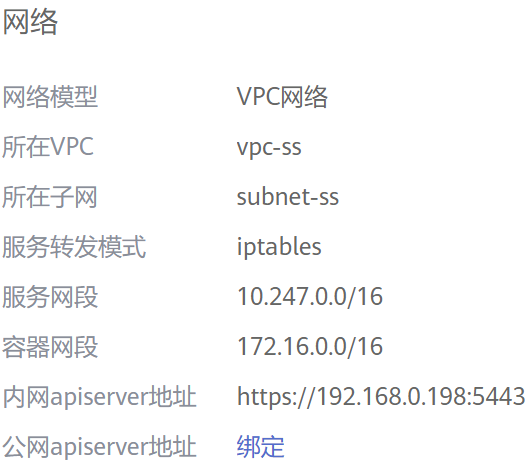 网络
网络模型 VPC网络
所在VPC vpc-ss
所在子网 subnet-ss
服务转发模式 iptables
服务网段 10.247.0.0/16
容器网段 172.16.0.0/16
内网apiserver地址 https://192.168.0.198:5443
公网apiserver地址 绑定